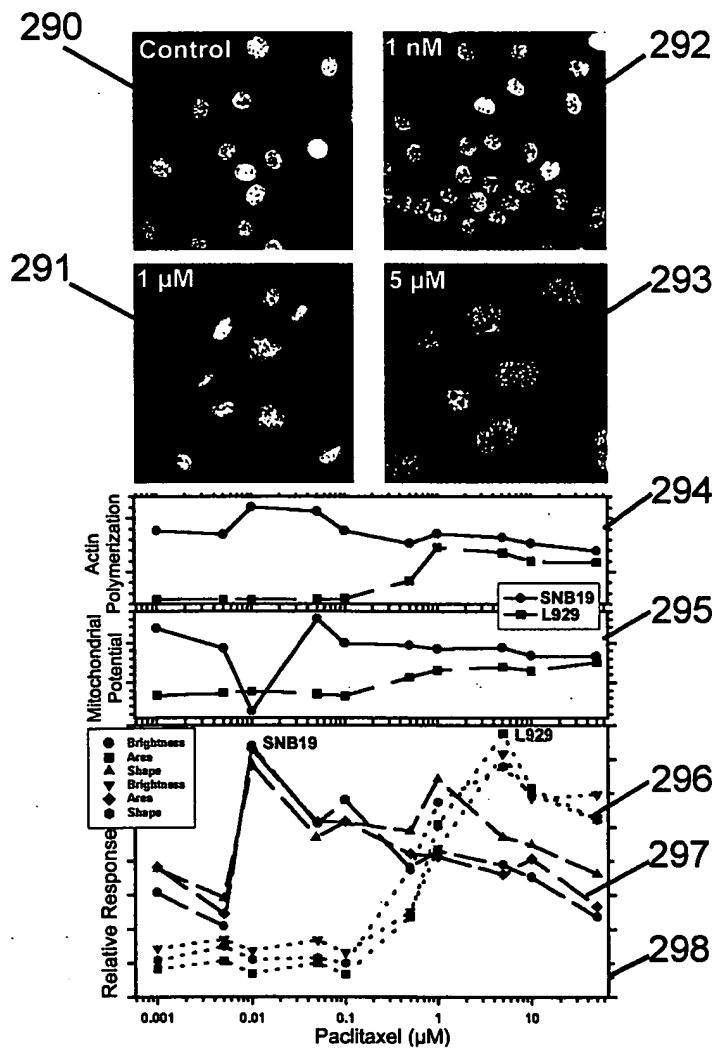 290
Control
1 nM
292
291
1 µM
5 µM
293
Actin
Polymerization
294
SNB19
L929
Mitochondrial
Potential
295
Brightness
Area
Shape
Brightness
Area
Shape
SNB19
L929
296
297
298
Relative Response
0.001
0.01
0.1
1
10
Paclitaxel (µM)